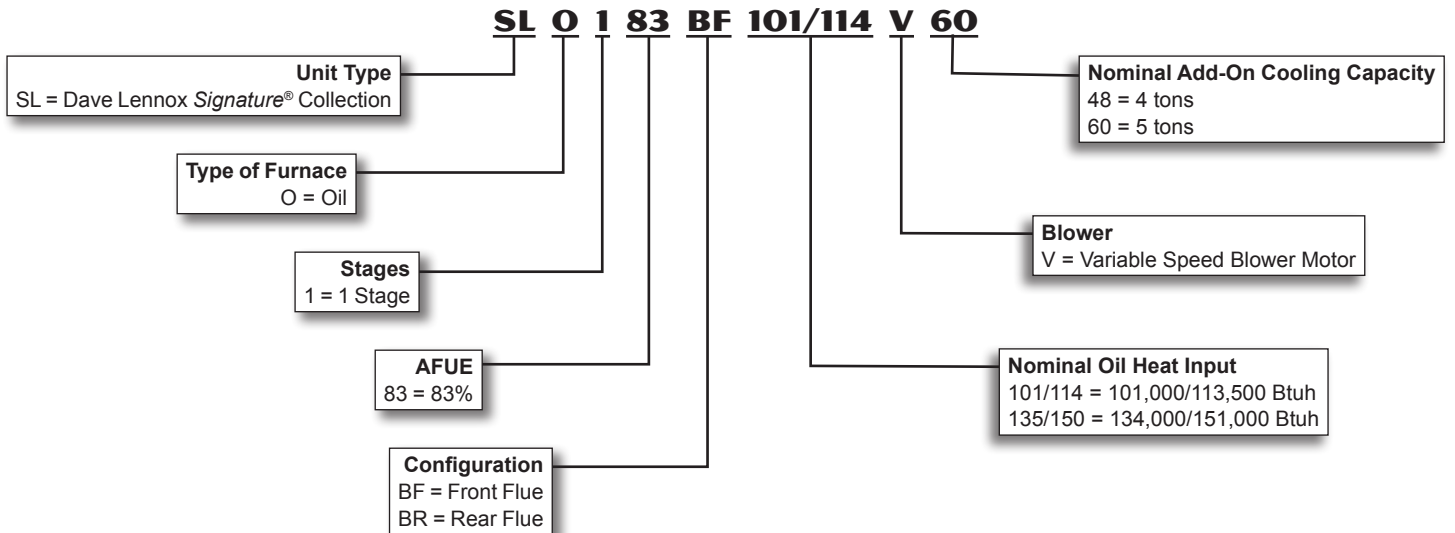 SL O 1 83 BF 101/114 V 60
Unit Type
SL = Dave Lennox Signature® Collection
Nominal Add-On Cooling Capacity
48 = 4 tons
60 = 5 tons
Type of Furnace
O = Oil
Blower
V = Variable Speed Blower Motor
Stages
1 = 1 Stage
AFUE
83 = 83%
Nominal Oil Heat Input
101/114 = 101,000/113,500 Btuh
135/150 = 134,000/151,000 Btuh
Configuration
BF = Front Flue
BR = Rear Flue